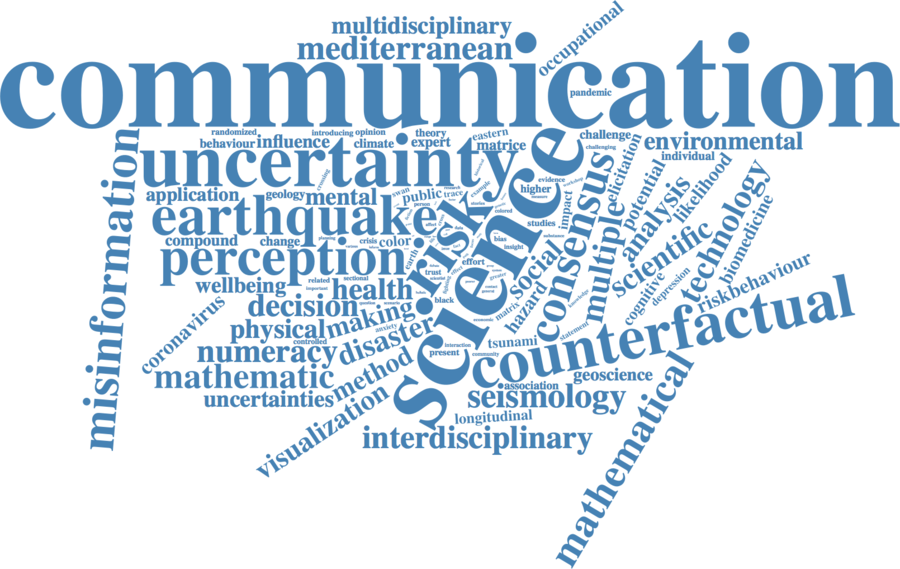 multidisciplinary
occupational
mediterranean
communication
pandemic
randomized
introducing
opinion
theory
eastern
challenge
behaviour
influence
climate
expert
matrice
challenging
environmental
misinformation
uncertainty
science
consensus
elicitation
individual
application
geology
mental
swan
public
trace
example
higher
evidence
workshop
impact
potential
likelihood
earthquake
risk
studies
multiple
analysis
technology
compound
change
crisis
color
earth
bias
insight
social
scientific
biomedicine
perception
wellbeing
related
sectional
important
health
trust
effort
hazard
matrix
cognitive
depression
riskbehaviour
coronavirus
decision
making
black
physical
anxiety
disaster
controlled
numeracy
interaction
present
community
tsunami
statement
knowledge
counterfactual
mathematic
method
association
geoscience
uncertainties
seismology
visualization
longitudinal
interdisciplinary
mathematical